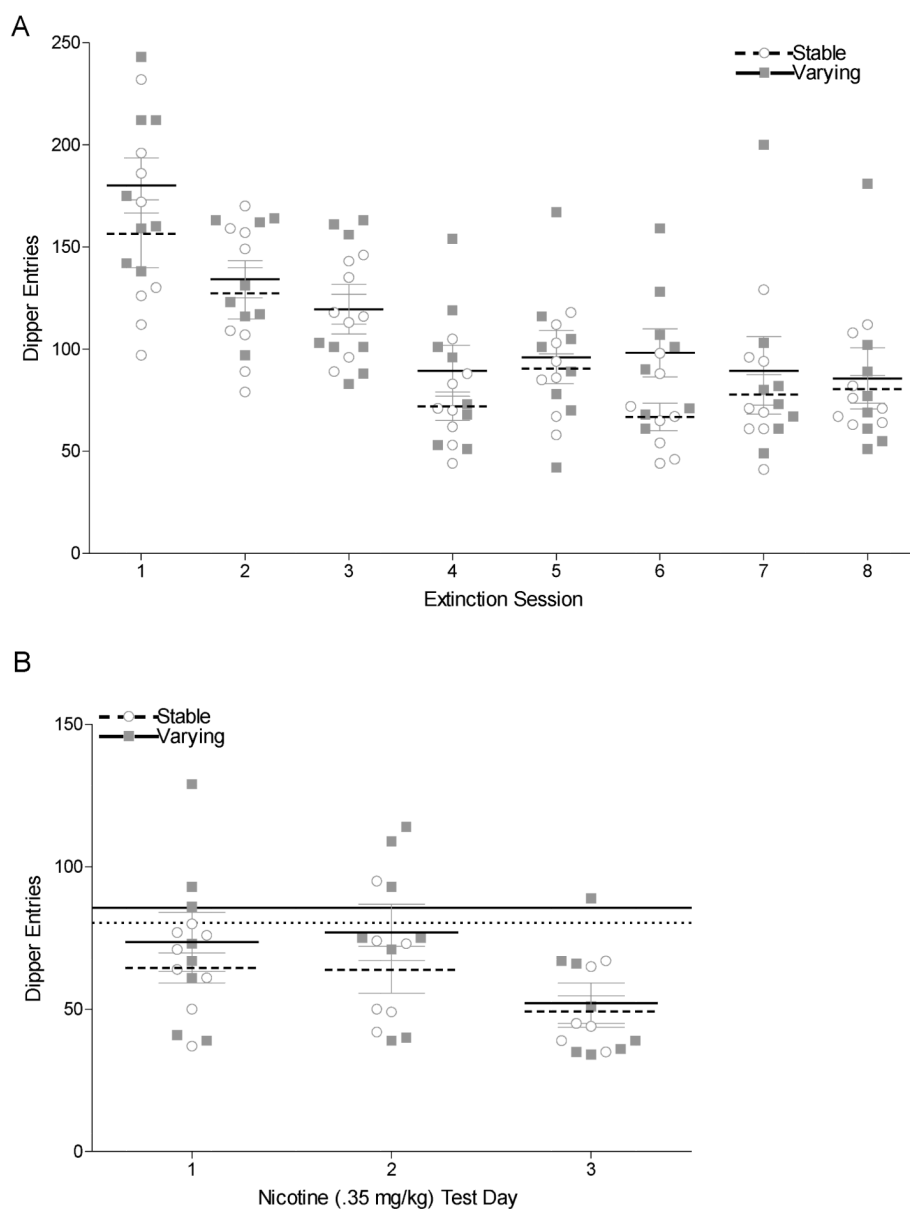 A
250
200
150
100
50
0
Dipper Entries
Stable
Varying
1 2 3 4 5 6 7 8
Extinction Session
B
Stable
Varying
150
100
50
0
Dipper Entries
1 2 3
Nicotine (.35 mg/kg) Test Day